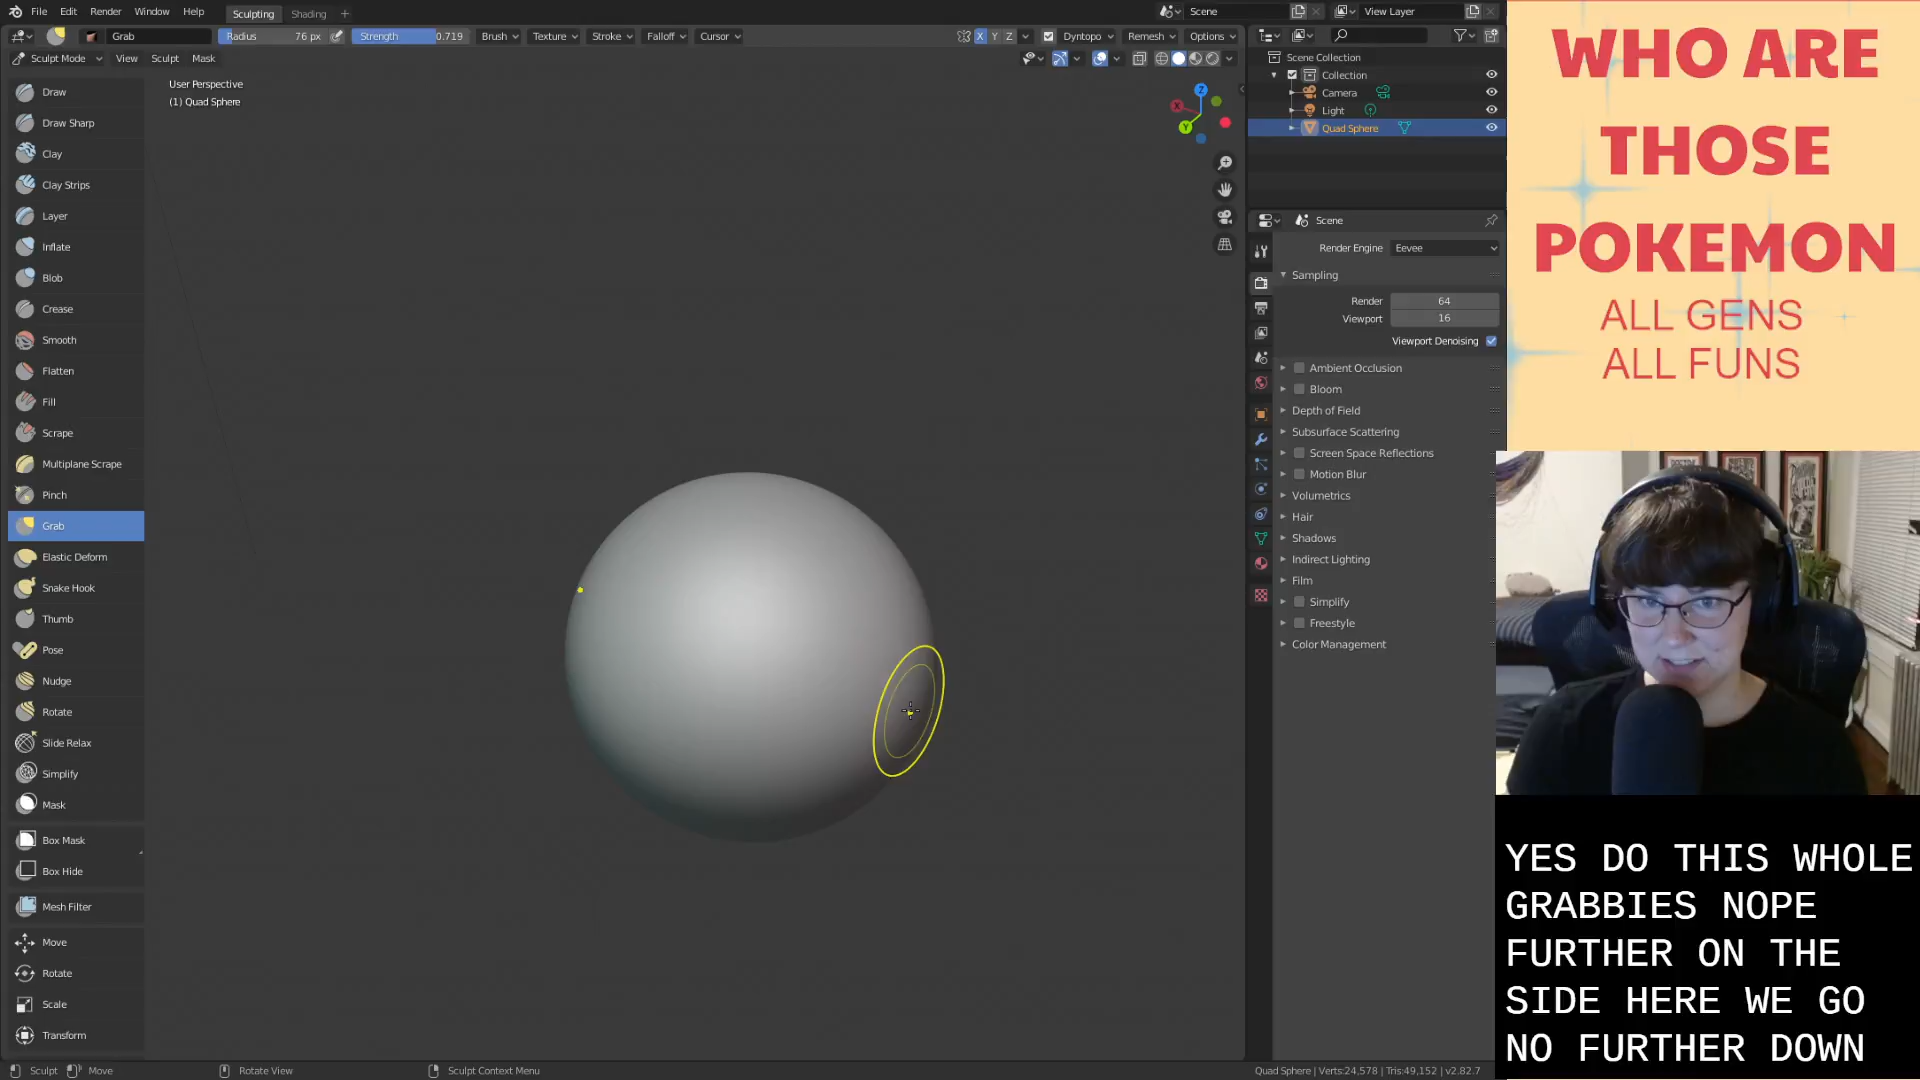 File Edit Render Window Help Sculpting Shading + Scene View Layer
Grab Radius 76 px Strength 0.719 Brush Texture Stroke Falloff Cursor X Y Z Dyntopo Remesh Options
Sculpt Mode View Sculpt Mask
User Perspective
(1) Quad Sphere
Draw
Draw Sharp
Clay
Clay Strips
Layer
Inflate
Blob
Crease
Smooth
Flatten
Fill
Scrape
Multiplane Scrape
Pinch
Grab
Elastic Deform
Snake Hook
Thumb
Pose
Nudge
Rotate
Slide Relax
Simplify
Mask
Box Mask
Box Hide
Mesh Filter
Move
Rotate
Scale
Transform
Z
X
Y
Scene Collection
Collection
Camera
Light
Quad Sphere
Scene
Render Engine Eevee
Sampling
Render 64
Viewport 16
Viewport Denoising
Ambient Occlusion
Bloom
Depth of Field
Subsurface Scattering
Screen Space Reflections
Motion Blur
Volumetrics
Hair
Shadows
Indirect Lighting
Film
Simplify
Freestyle
Color Management
WHO ARE
THOSE
POKEMON
ALL GENS
ALL FUNS
YES DO THIS WHOLE
GRABBIES NOPE
FURTHER ON THE
SIDE HERE WE GO
NO FURTHER DOWN
Sculpt Move Rotate View Sculpt Context Menu Quad Sphere | Verts:24,578 | Tris:49,152 | v2.82.7